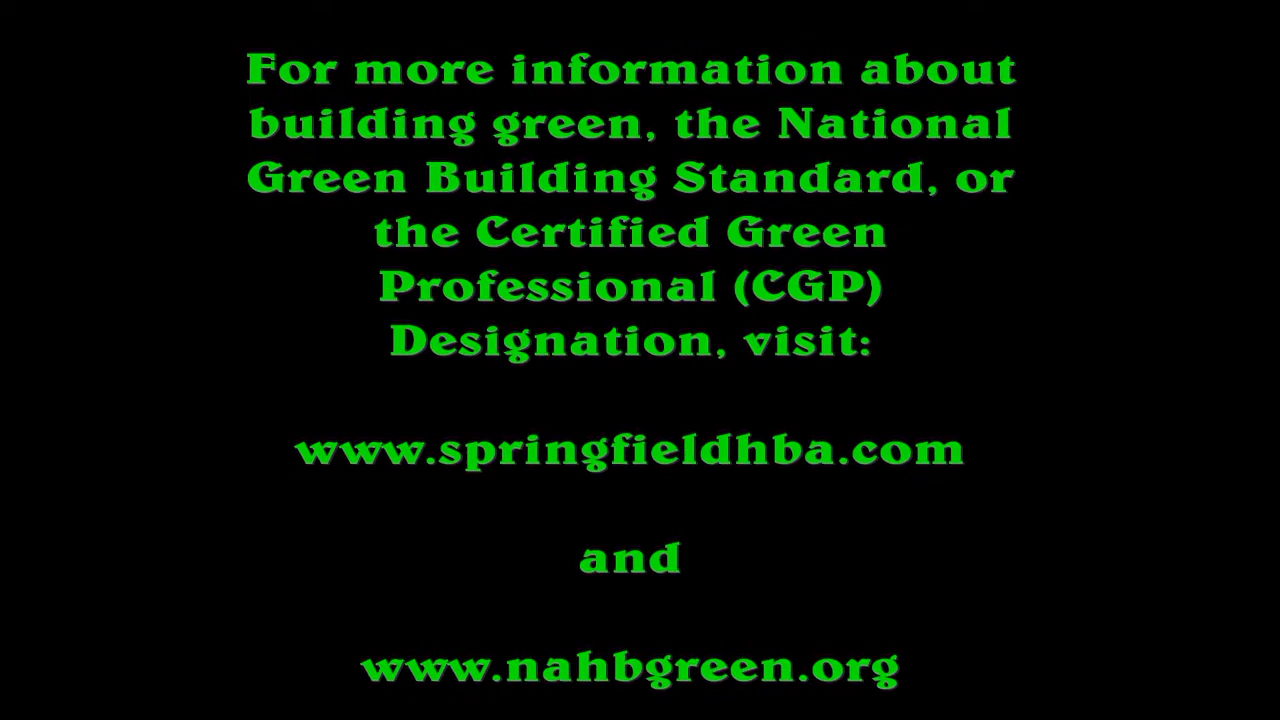 For more information about
building green, the National
Green Building Standard, or
the Certified Green
Professional (CGP)
Designation, visit:
www.springfieldhba.com
and
www.nahbgreen.org